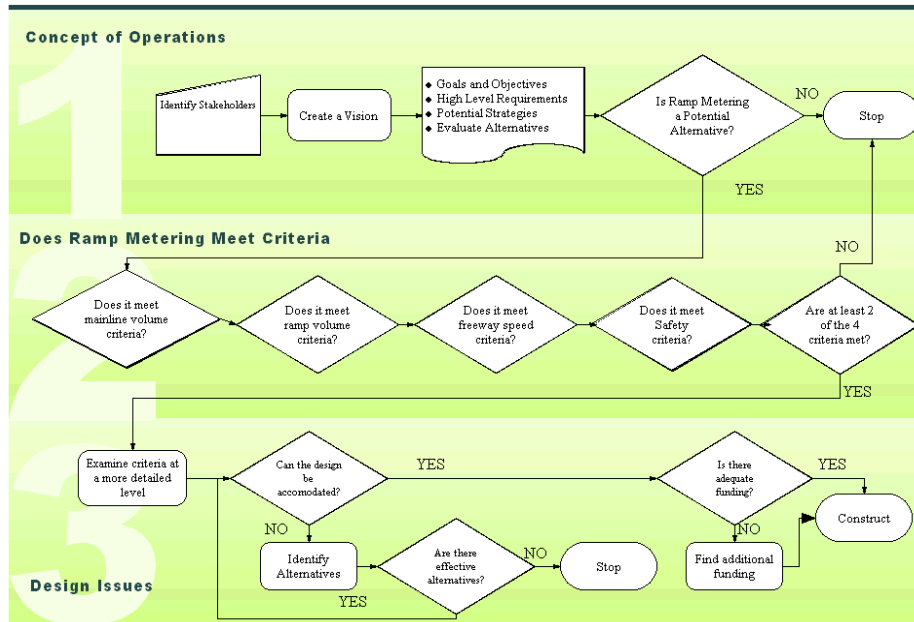 1
Concept of Operations
Identify Stakeholders
Create a Vision
◆ Goals and Objectives
◆ High Level Requirements
◆ Potential Strategies
◆ Evaluate Alternatives
Is Ramp Metering
a Potential
Alternative?
NO
Stop
YES
2
Does Ramp Metering Meet Criteria
NO
Does it meet
mainline volume
criteria?
Does it meet
ramp volume
criteria?
Does it meet
freeway speed
criteria?
Does it meet
Safety
criteria?
Are at least 2
of the 4
criteria met?
YES
3
Examine criteria at
a more detailed
level
Can the design
be
accomodated?
YES
Is there
adequate
funding?
YES
Construct
NO
NO
Identify
Alternatives
Are there
effective
alternatives?
NO
Stop
Find additional
funding
YES
Design Issues